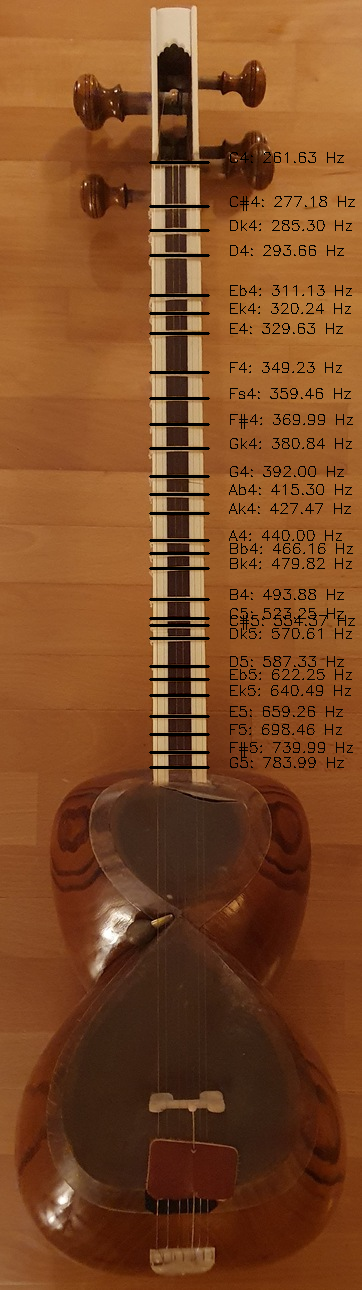 C4: 261.63 Hz
C#4: 277.18 Hz
Dk4: 285.30 Hz
D4: 293.66 Hz
Eb4: 311.13 Hz
Ek4: 320.24 Hz
E4: 329.63 Hz
F4: 349.23 Hz
Fs4: 359.46 Hz
F#4: 369.99 Hz
Gk4: 380.84 Hz
G4: 392.00 Hz
Ab4: 415.30 Hz
Ak4: 427.47 Hz
A4: 440.00 Hz
Bb4: 466.16 Hz
Bk4: 479.82 Hz
B4: 493.88 Hz
C5: 523.25 Hz
C#5: 554.37 Hz
Dk5: 570.61 Hz
D5: 587.33 Hz
Eb5: 622.25 Hz
Ek5: 640.49 Hz
E5: 659.26 Hz
F5: 698.46 Hz
F#5: 739.99 Hz
G5: 783.99 Hz